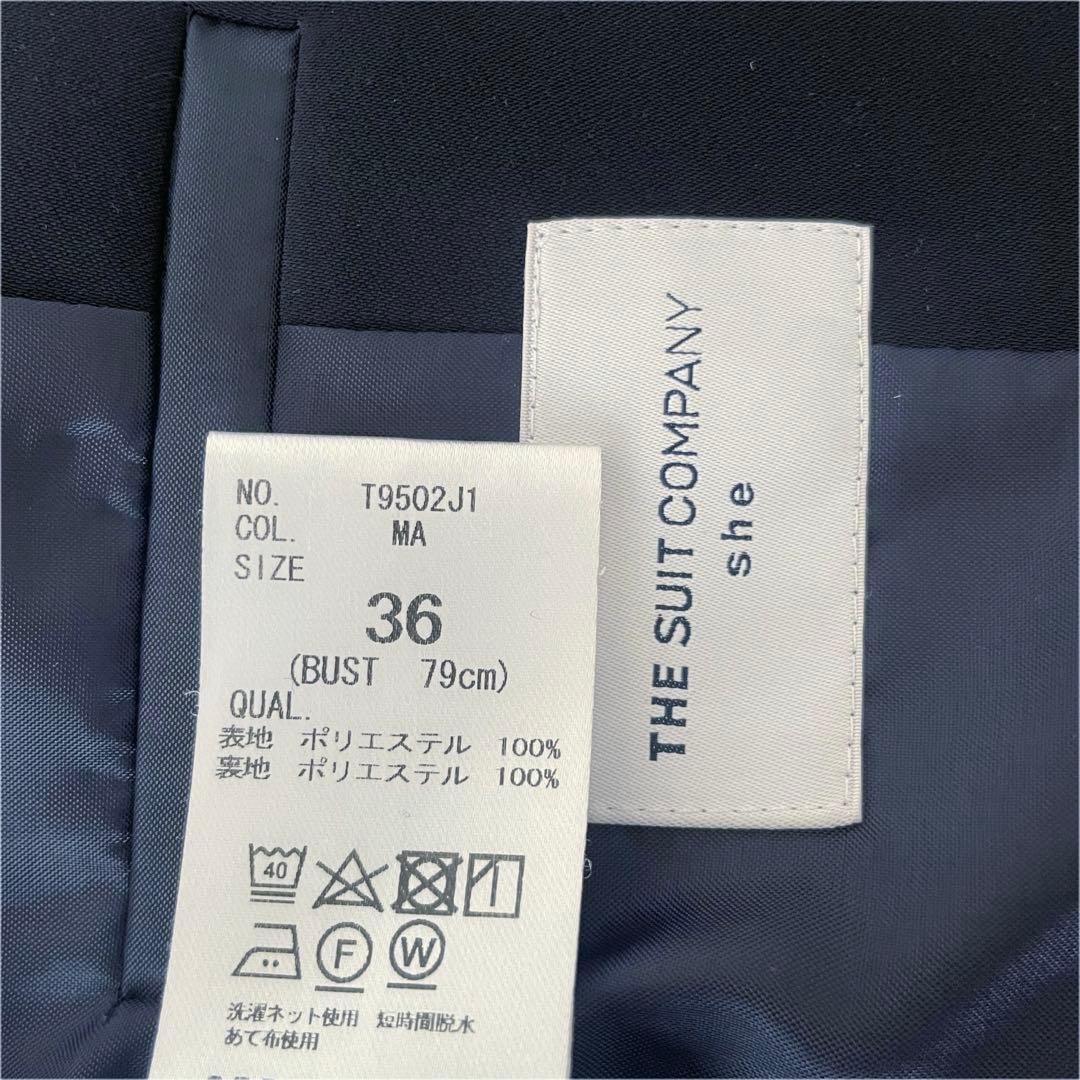 THE SUIT COMPANY
she
NO. T9502J1
COL. MA
SIZE
36
(BUST 79cm)
QUAL.
表地 ポリエステル 100%
裏地 ポリエステル 100%
40
F W
洗濯ネット使用 短時間脱水
あて布使用